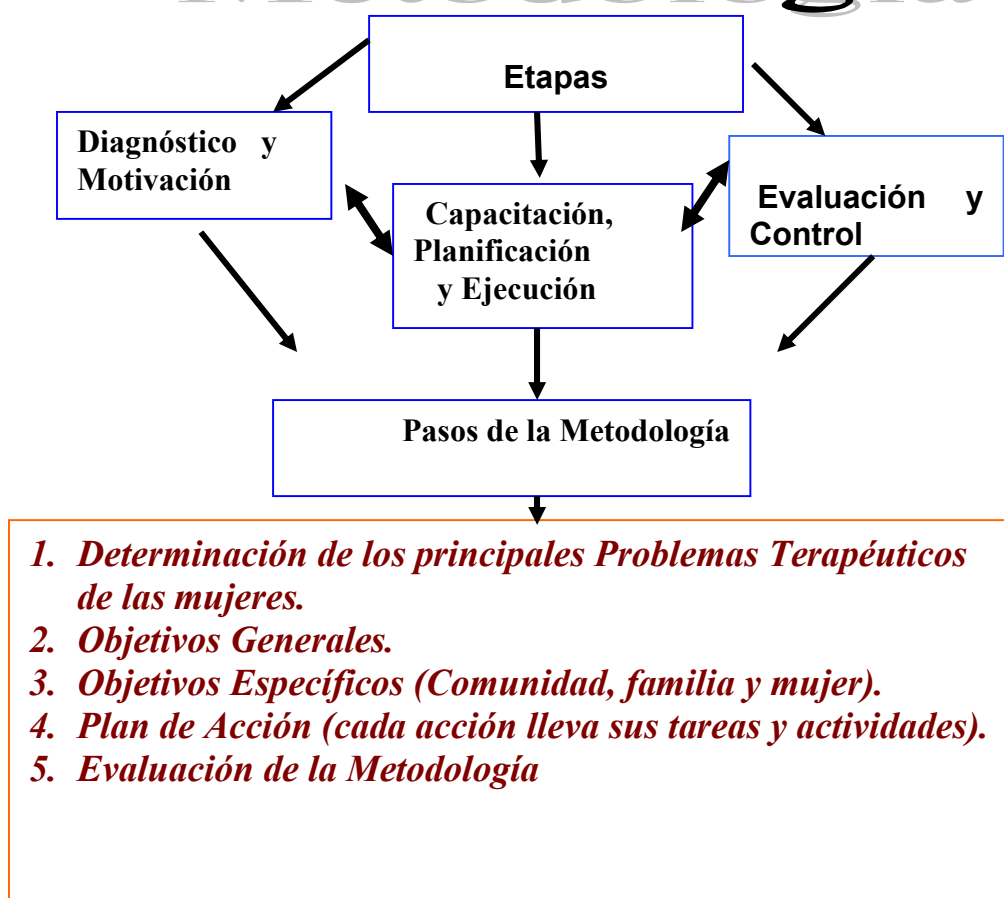 Metodología
Etapas
Diagnóstico y
Motivación
Capacitación,
Planificación
y Ejecución
Evaluación y
Control
Pasos de la Metodología
1. Determinación de los principales Problemas Terapéuticos
de las mujeres.
2. Objetivos Generales.
3. Objetivos Específicos (Comunidad, familia y mujer).
4. Plan de Acción (cada acción lleva sus tareas y actividades).
5. Evaluación de la Metodología